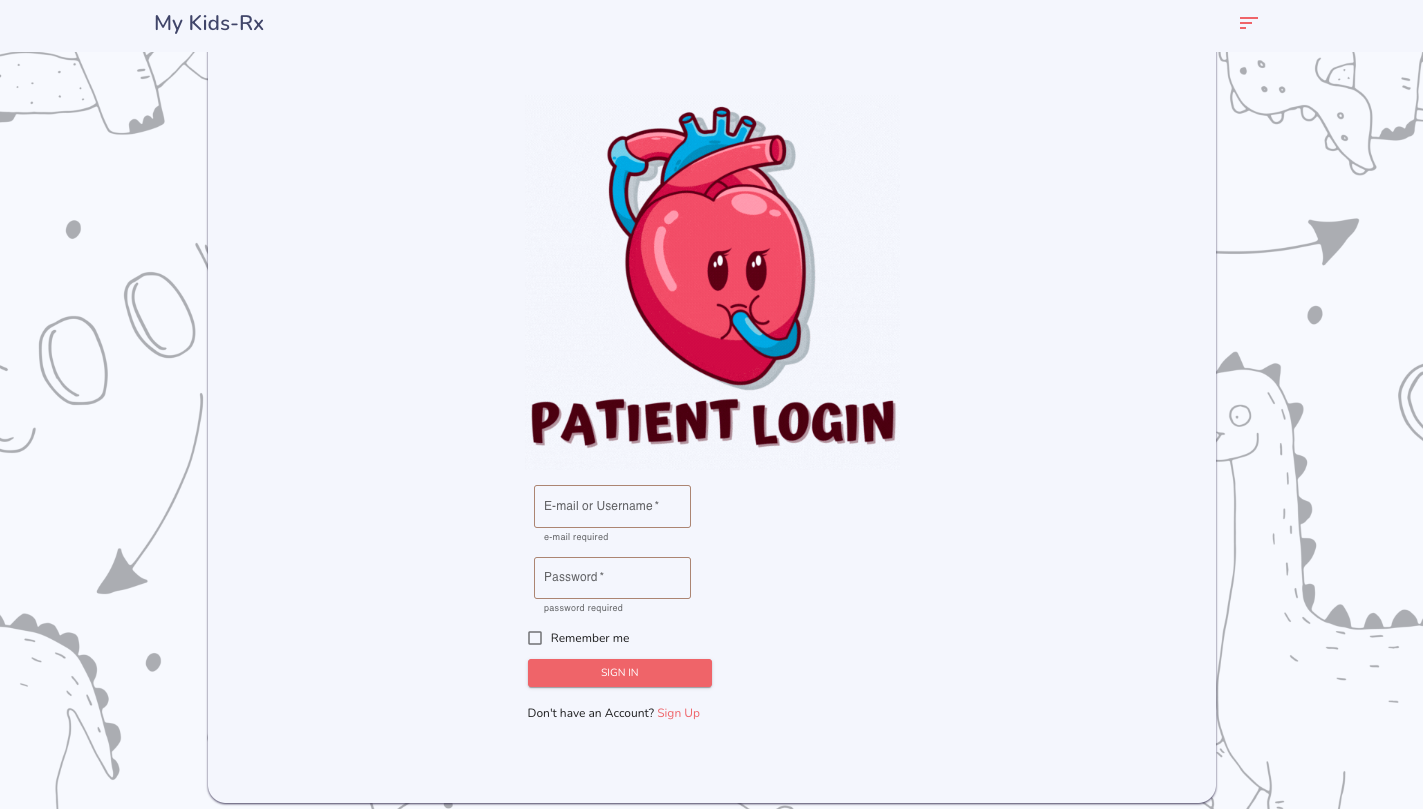 My Kids-Rx
PATIENT LOGIN
E-mail or Username *
e-mail required
Password *
password required
Remember me
SIGN IN
Don't have an Account? Sign Up